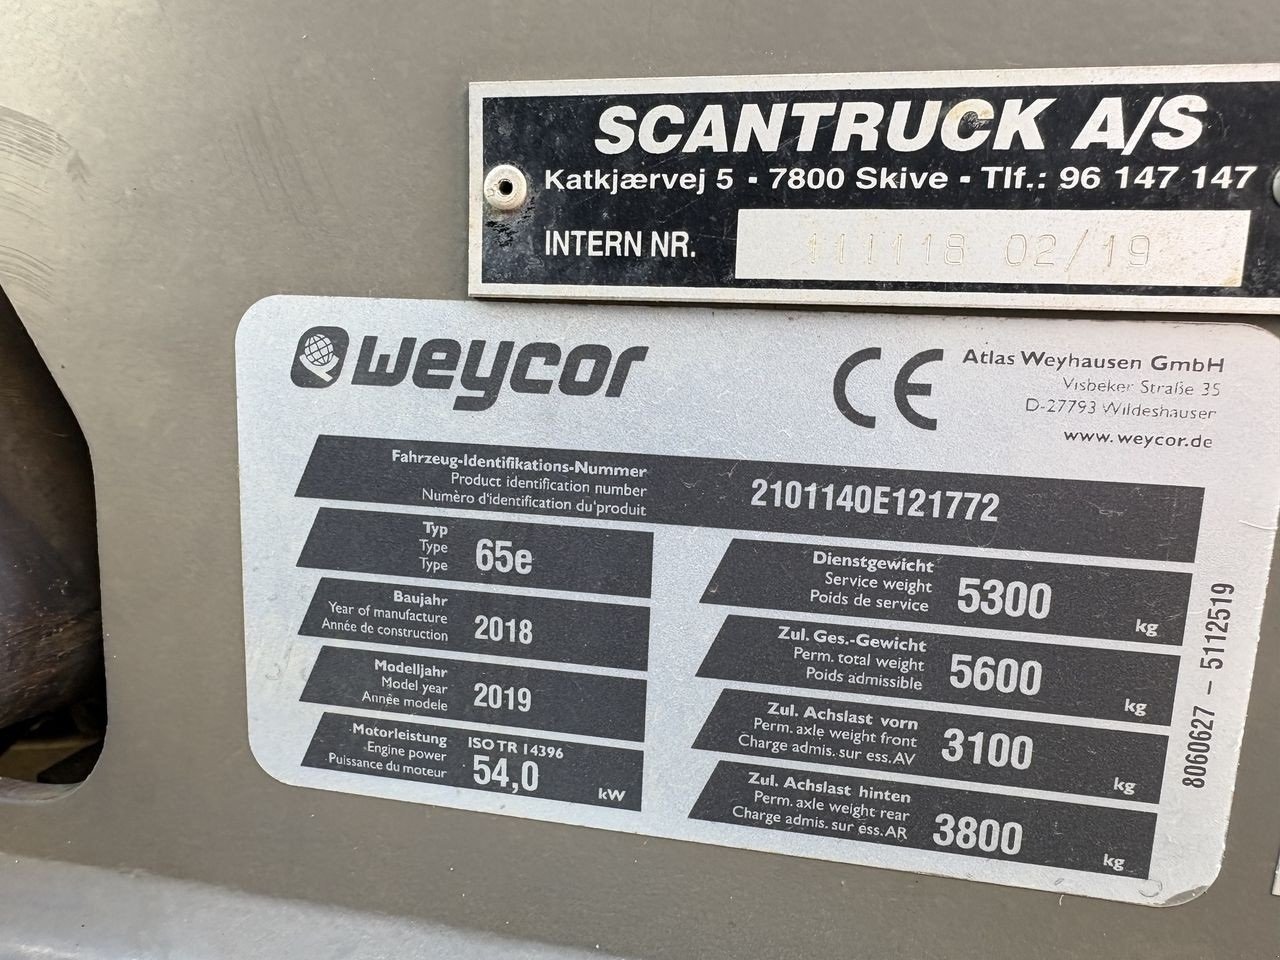 SCANTRUCK A/S
Katkjærvej 5 - 7800 Skive - Tlf.: 96 147 147
INTERN NR. 111118 02/19
weycor
CE
Atlas Weyhausen GmbH
Visbeker Straße 35
D-27793 Wildeshausen
www.weycor.de
Fahrzeug-Identifikations-Nummer
Product identification number
Numèro d'identification du'produit
2101140E121772
Typ
Type
Type
65e
Baujahr
Year of manufacture
Année de construction
2018
Modelljahr
Model year
Année modele
2019
Motorleistung
Engine power
Puissance du moteur
ISO TR 14396
54,0 kW
Dienstgewicht
Service weight
Poids de service
5300 kg
Zul. Ges.-Gewicht
Perm. total weight
Poids admissible
5600 kg
Zul. Achslast vorn
Perm. axle weight front
Charge admis. sur ess. AV
3100 kg
Zul. Achslast hinten
Perm. axle weight rear
Charge admis. sur ess. AR
3800 kg
8060627 - 5112519